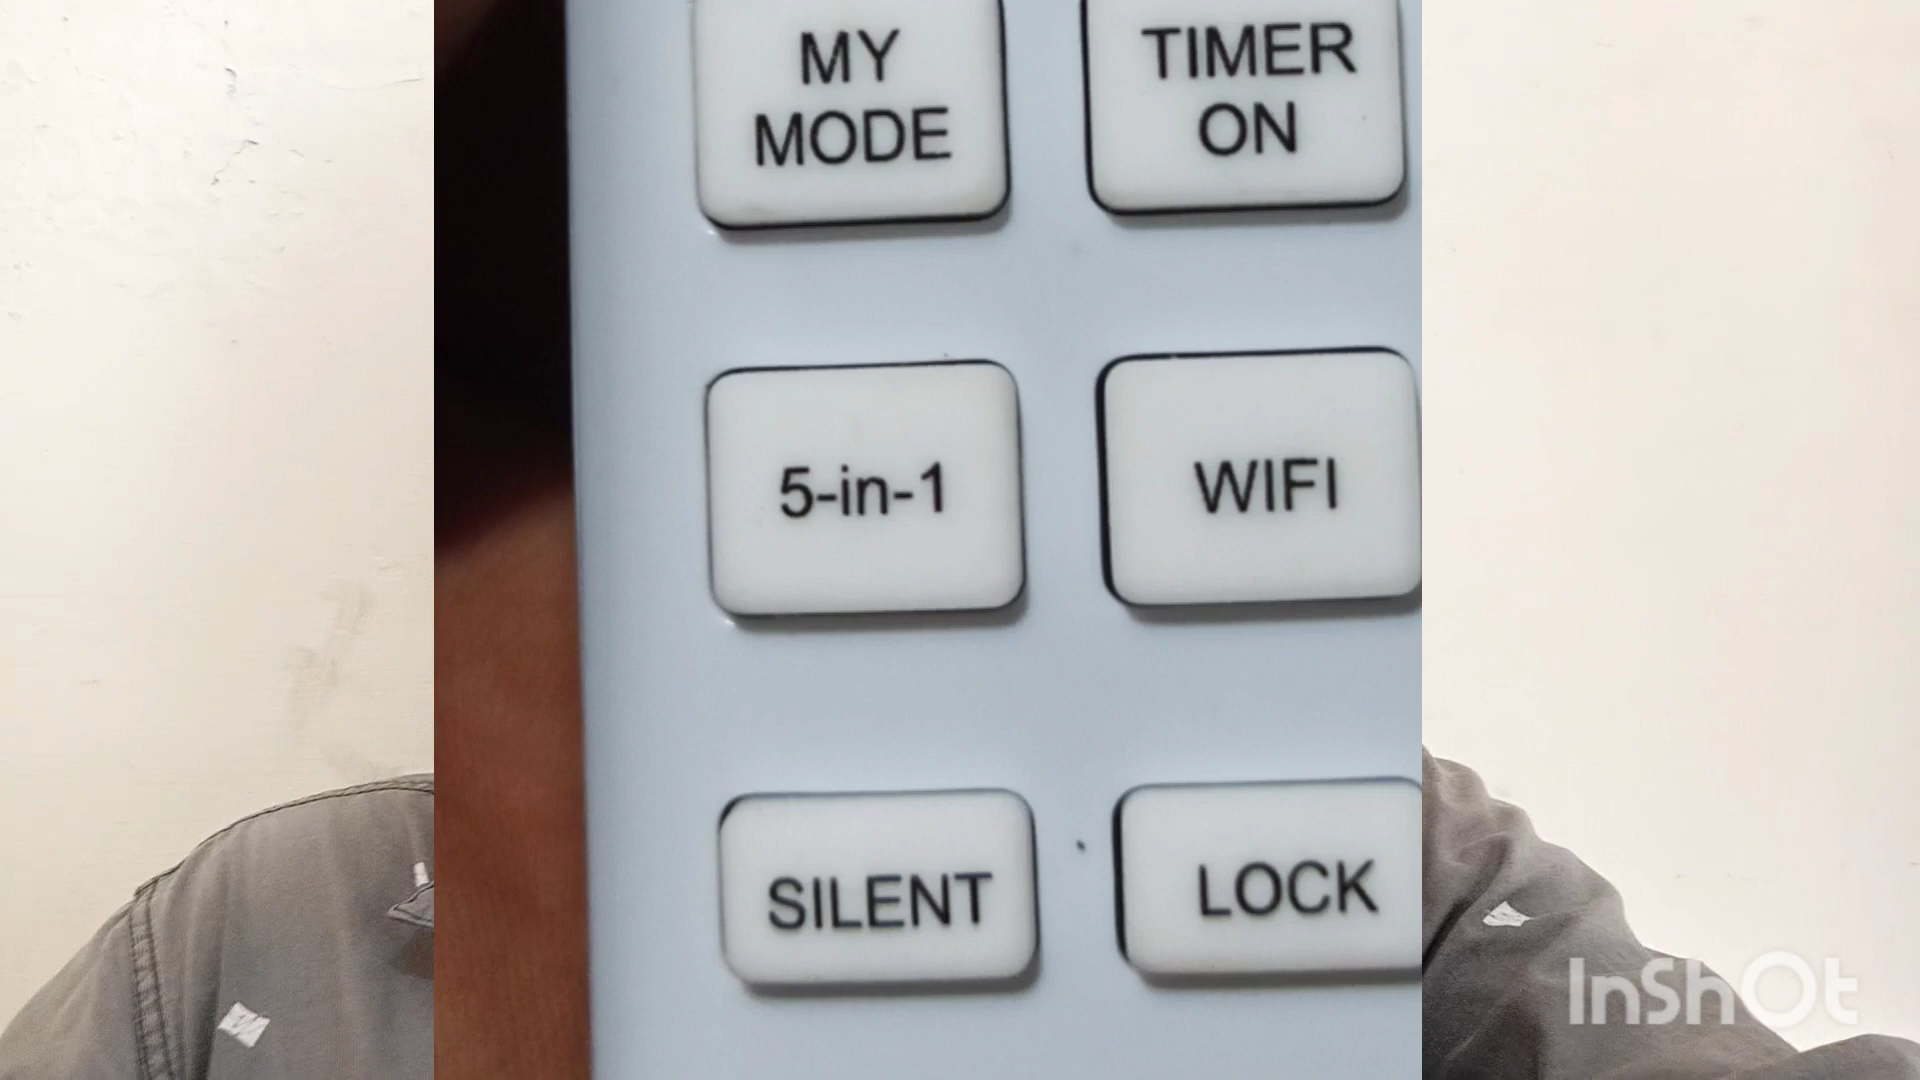 MY
MODE
TIMER
ON
5-in-1
WIFI
SILENT
LOCK
InShOt